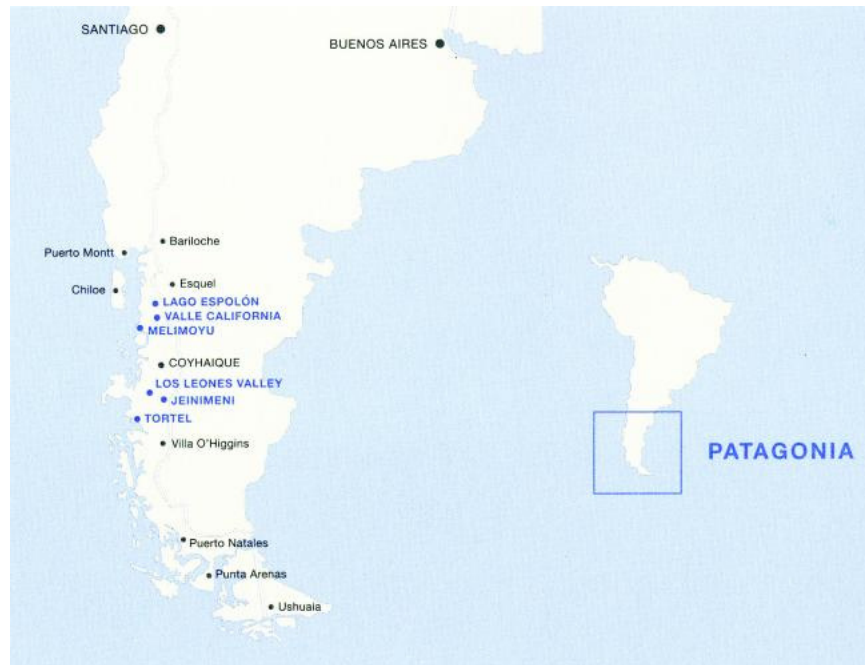 SANTIAGO
BUENOS AIRES
Bariloche
Puerto Montt
Esquel
Chiloe
LAGO ESPOLÓN
VALLE CALIFORNIA
MELIMOYU
COYHAIQUE
LOS LEONES VALLEY
JEINIMENI
TORTEL
Villa O'Higgins
PATAGONIA
Puerto Natales
Punta Arenas
Ushuaia